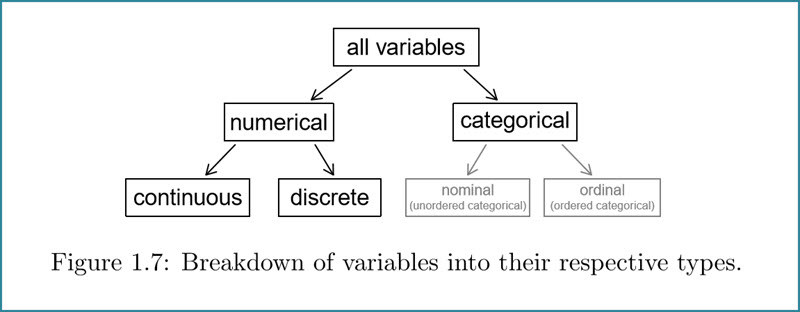 all variables
numerical
categorical
continuous
discrete
nominal
(unordered categorical)
ordinal
(ordered categorical)
Figure 1.7: Breakdown of variables into their respective types.